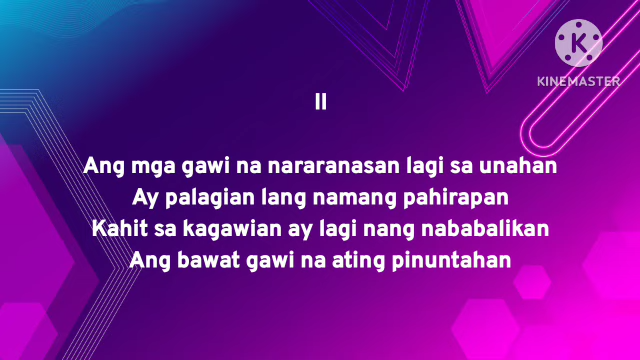 KINEMASTER
II
Ang mga gawi na nararanasan lagi sa unahan
Ay palagian lang namang pahirapan
Kahit sa kagawian ay lagi nang nababalikan
Ang bawat gawi na ating pinuntahan